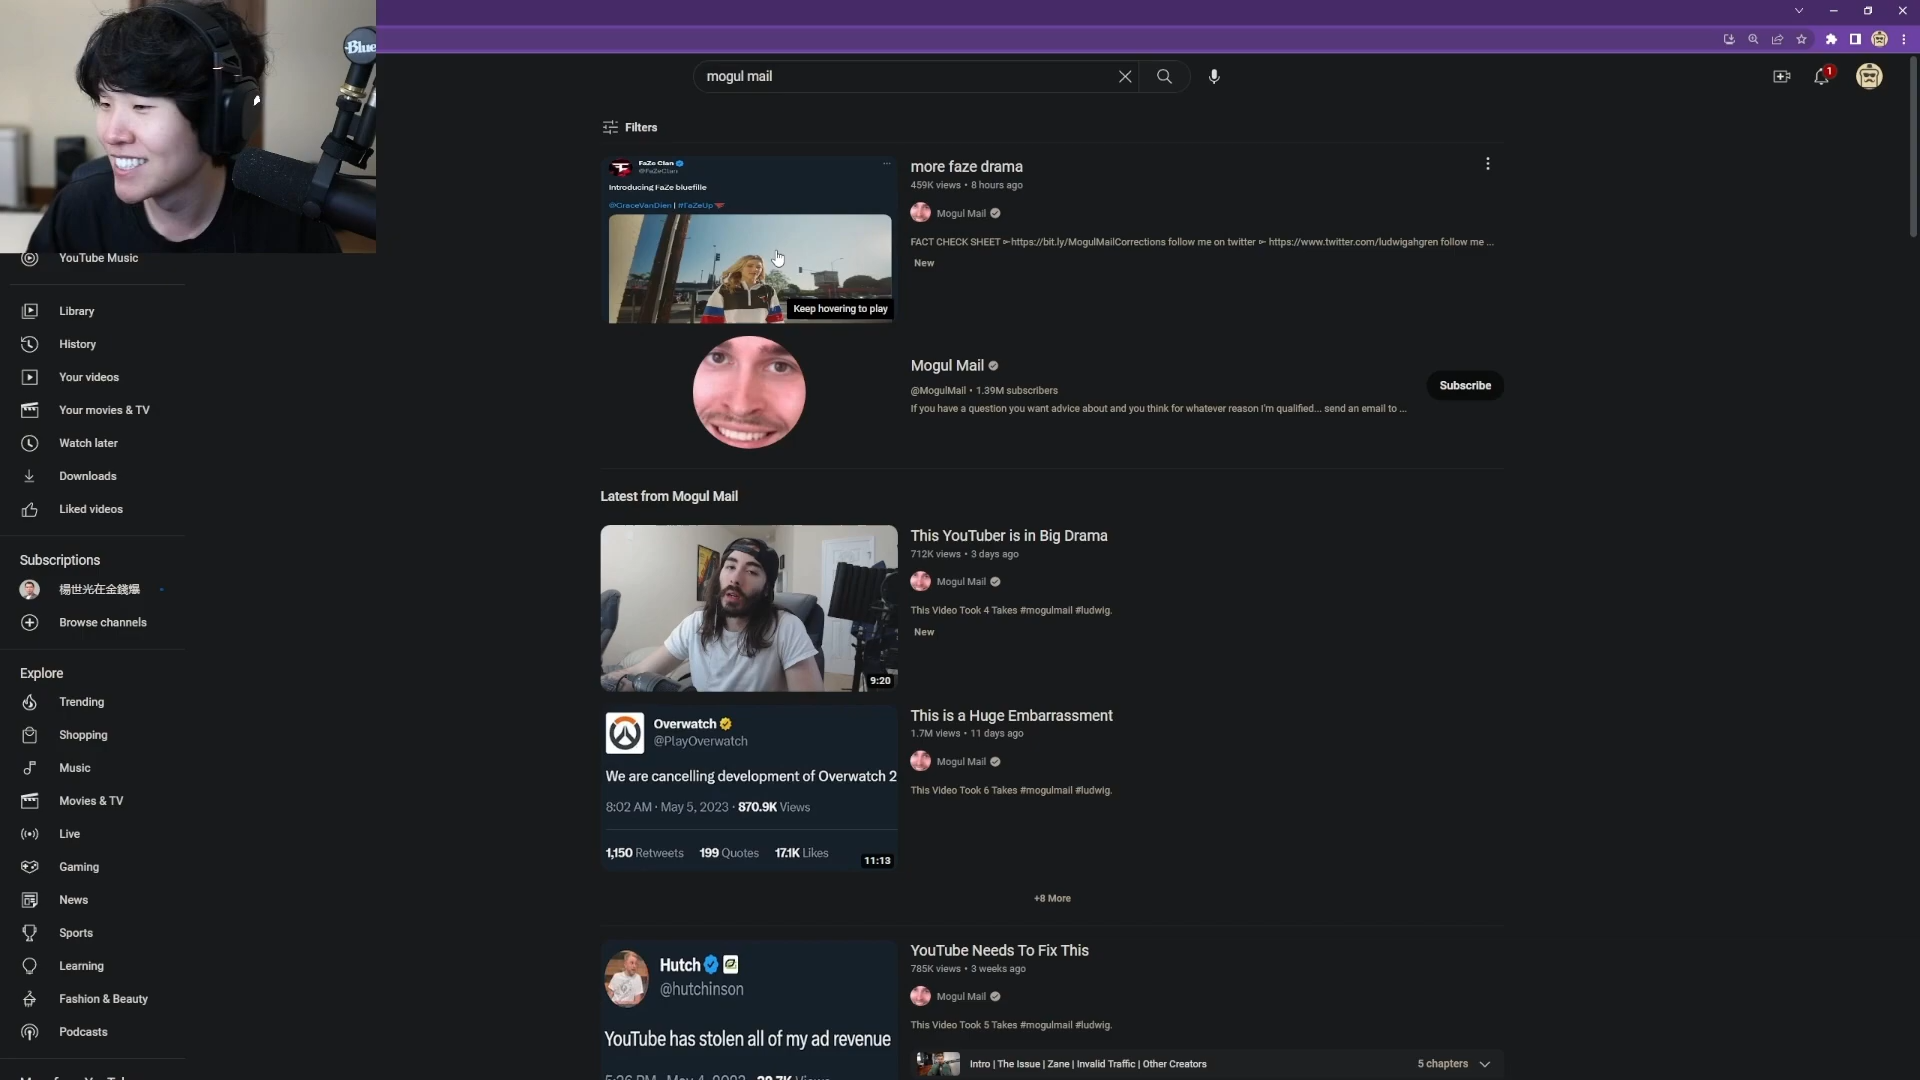 Blue
mogul mail
1
Filters
FaZe Clan
@FaZeClan
Introducing FaZe bluefille
@GraceVanDien | #FaZeUp
Keep hovering to play
more faze drama
459K views • 8 hours ago
Mogul Mail
FACT CHECK SHEET ►https://bit.ly/MogulMailCorrections follow me on twitter ► https://www.twitter.com/ludwigahgren follow me ...
New
Mogul Mail
@MogulMail • 1.39M subscribers
If you have a question you want advice about and you think for whatever reason I'm qualified... send an email to ...
Subscribe
Latest from Mogul Mail
9:20
This YouTuber is in Big Drama
712K views • 3 days ago
Mogul Mail
This Video Took 4 Takes #mogulmail #ludwig.
New
Overwatch
@PlayOverwatch
We are cancelling development of Overwatch 2
8:02 AM · May 5, 2023 · 870.9K Views
1,150 Retweets 199 Quotes 17.1K Likes
11:13
This is a Huge Embarrassment
1.7M views • 11 days ago
Mogul Mail
This Video Took 6 Takes #mogulmail #ludwig.
+8 More
Hutch
@hutchinson
YouTube has stolen all of my ad revenue
YouTube Needs To Fix This
785K views • 3 weeks ago
Mogul Mail
This Video Took 5 Takes #mogulmail #ludwig.
Intro | The Issue | Zane | Invalid Traffic | Other Creators
5 chapters
YouTube Music
Library
History
Your videos
Your movies & TV
Watch later
Downloads
Liked videos
Subscriptions
楊世光在金錢爆
Browse channels
Explore
Trending
Shopping
Music
Movies & TV
Live
Gaming
News
Sports
Learning
Fashion & Beauty
Podcasts